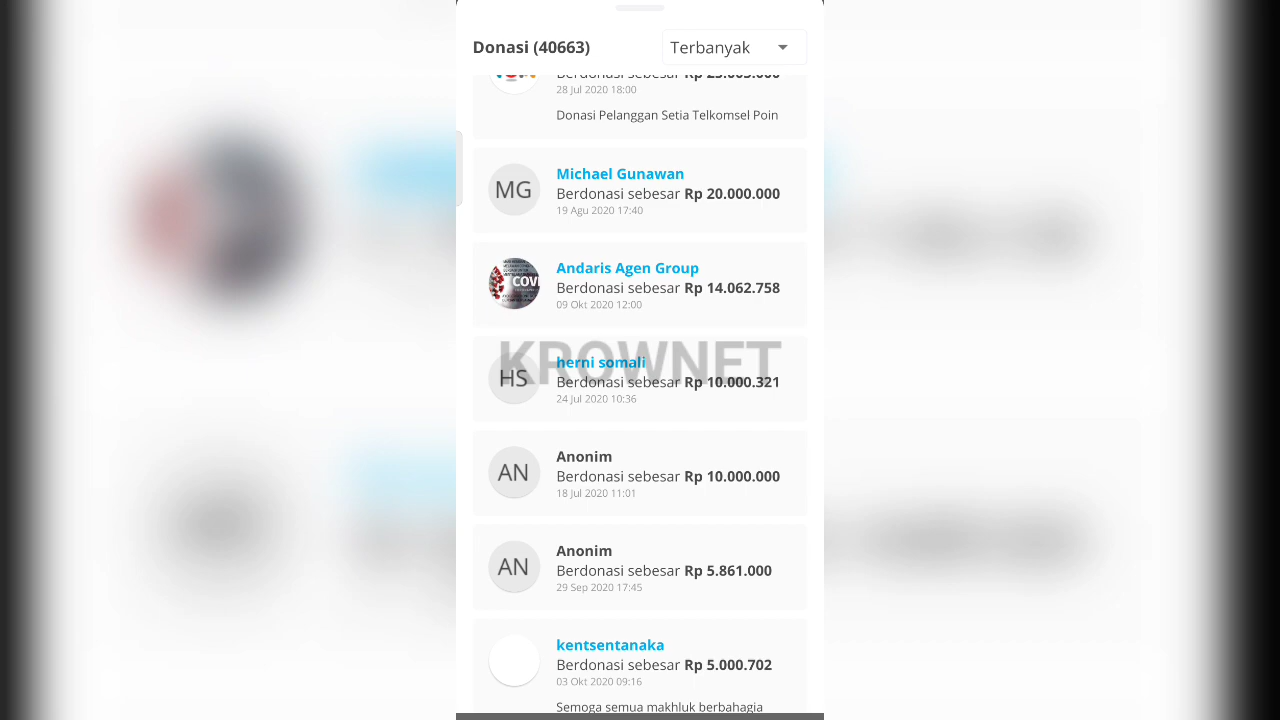 Donasi (40663)
Terbanyak
Berdonasi sebesar
28 Jul 2020 18:00
Donasi Pelanggan Setia Telkomsel Poin
MG
Michael Gunawan
Berdonasi sebesar Rp 20.000.000
19 Agu 2020 17:40
Andaris Agen Group
Berdonasi sebesar Rp 14.062.758
09 Okt 2020 12:00
KROWNET
HS
herni somali
Berdonasi sebesar Rp 10.000.321
24 Jul 2020 10:36
AN
Anonim
Berdonasi sebesar Rp 10.000.000
18 Jul 2020 11:01
AN
Anonim
Berdonasi sebesar Rp 5.861.000
29 Sep 2020 17:45
kentsentanaka
Berdonasi sebesar Rp 5.000.702
03 Okt 2020 09:16
Semoga semua makhluk berbahagia